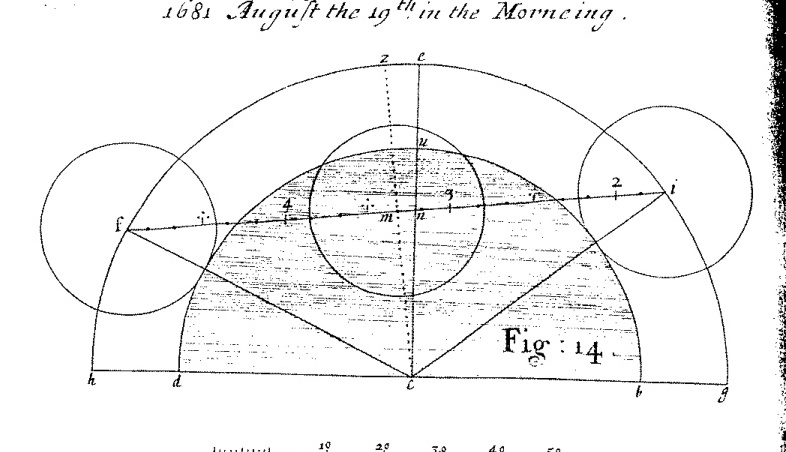 1681 Auguſt the 19th. in the Morneing.
z e
u
2 i
4 3
f m n
Fig: 14.
h d c b g
10 20 30 40 50